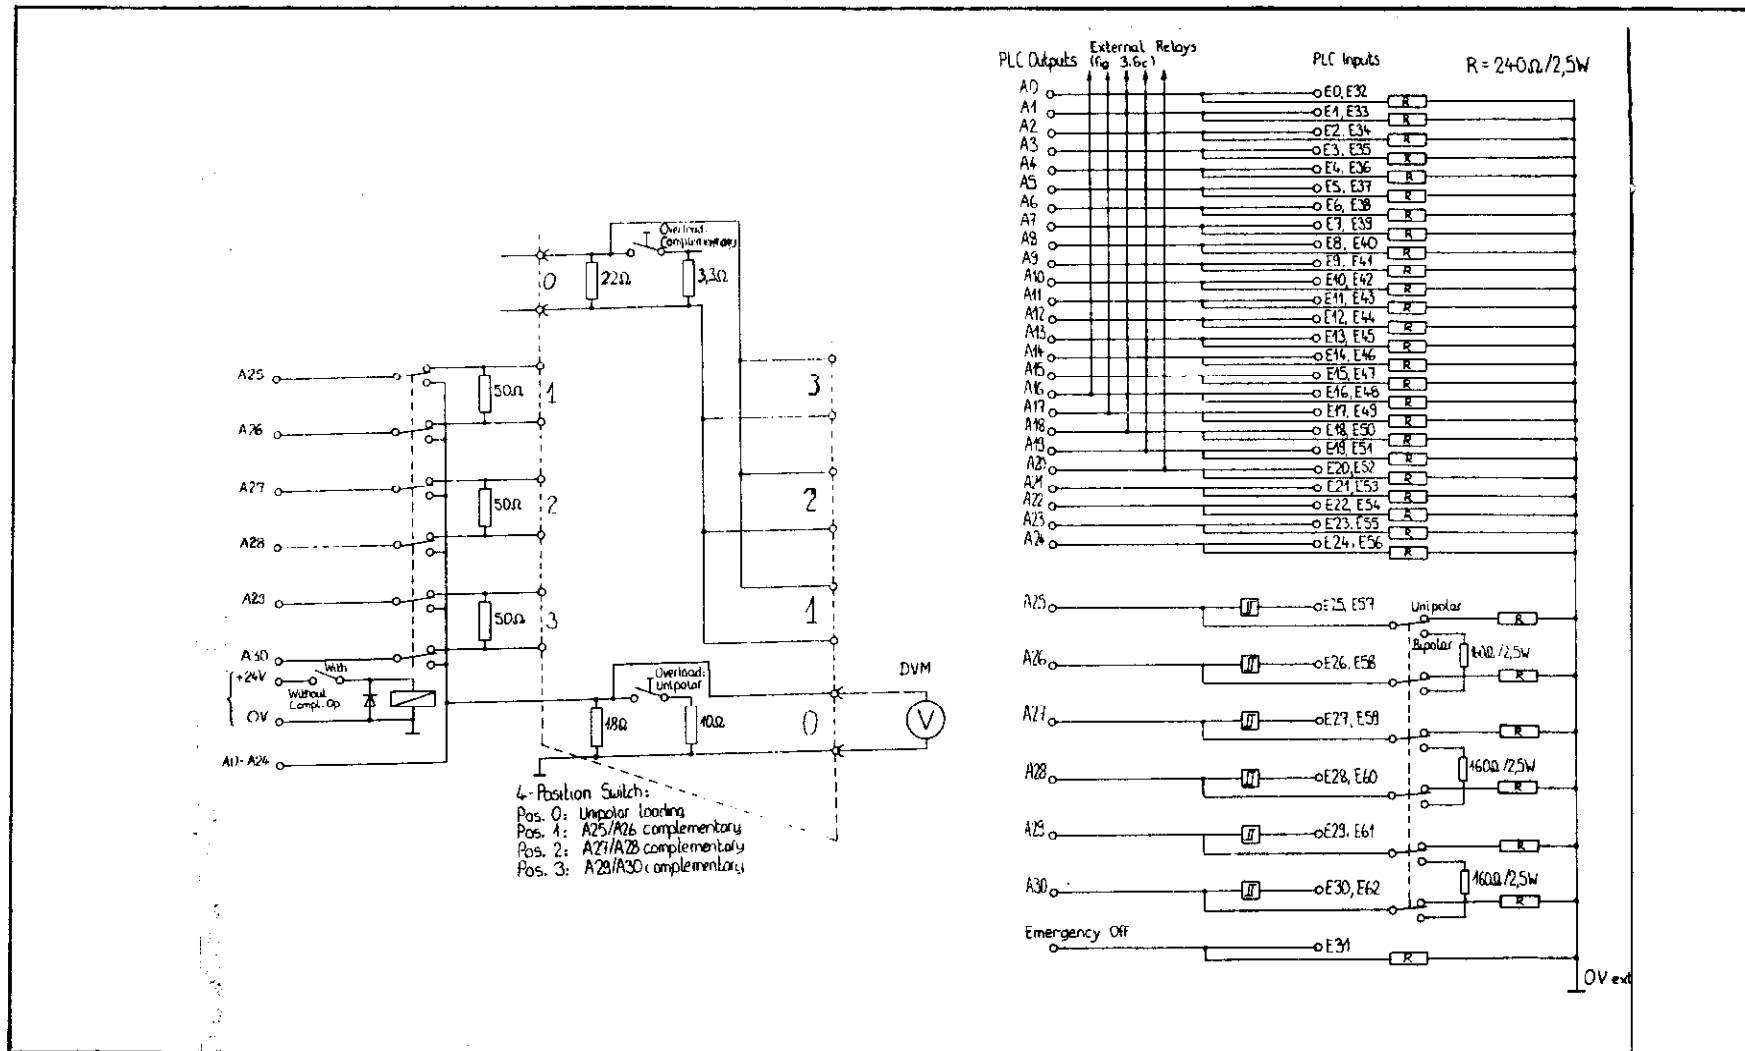 Overload:
Complementary
0
22Ω
3,3Ω
A25
50Ω
1
3
A26
A27
50Ω
2
2
A28
A29
50Ω
3
1
A30
+24V
With
Without
Compl. Op
0V
A0-A24
Overload:
Unipolar
18Ω
10Ω
0
DVM
V
4-Position Switch:
Pos. 0: Unipolar loading
Pos. 1: A25/A26 complementary
Pos. 2: A27/A28 complementary
Pos. 3: A29/A30 complementary
PLC Outputs
External Relays
(fig 3.6c)
PLC Inputs
R=240Ω/2,5W
A0 E0, E32 R
A1 E1, E33 R
A2 E2, E34 R
A3 E3, E35 R
A4 E4, E36 R
A5 E5, E37 R
A6 E6, E38 R
A7 E7, E39 R
A8 E8, E40 R
A9 E9, E41 R
A10 E10, E42 R
A11 E11, E43 R
A12 E12, E44 R
A13 E13, E45 R
A14 E14, E46 R
A15 E15, E47 R
A16 E16, E48 R
A17 E17, E49 R
A18 E18, E50 R
A19 E19, E51 R
A20 E20, E52 R
A21 E21, E53 R
A22 E22, E54 R
A23 E23, E55 R
A24 E24, E56 R
A25 E25, E57 Unipolar R
Bipolar
160Ω/2,5W
A26 E26, E58 R
A27 E27, E59 R
160Ω/2,5W
A28 E28, E60 R
A29 E29, E61 R
160Ω/2,5W
A30 E30, E62 R
Emergency Off E31 R
0V ext